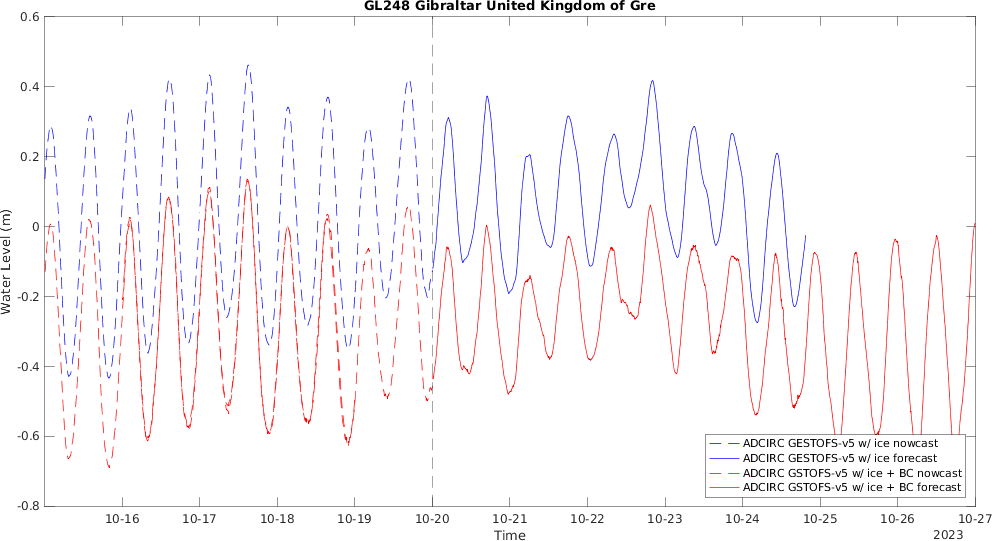 GL248 Gibraltar United Kingdom of Gre
0.6
0.4
0.2
0
-0.2
-0.4
-0.6
-0.8
Water Level (m)
ADCIRC GESTOFS-v5 w/ ice nowcast
ADCIRC GESTOFS-v5 w/ ice forecast
ADCIRC GSTOFS-v5 w/ ice + BC nowcast
ADCIRC GSTOFS-v5 w/ ice + BC forecast
10-16 10-17 10-18 10-19 10-20 10-21 10-22 10-23 10-24 10-25 10-26 10-27
Time
2023